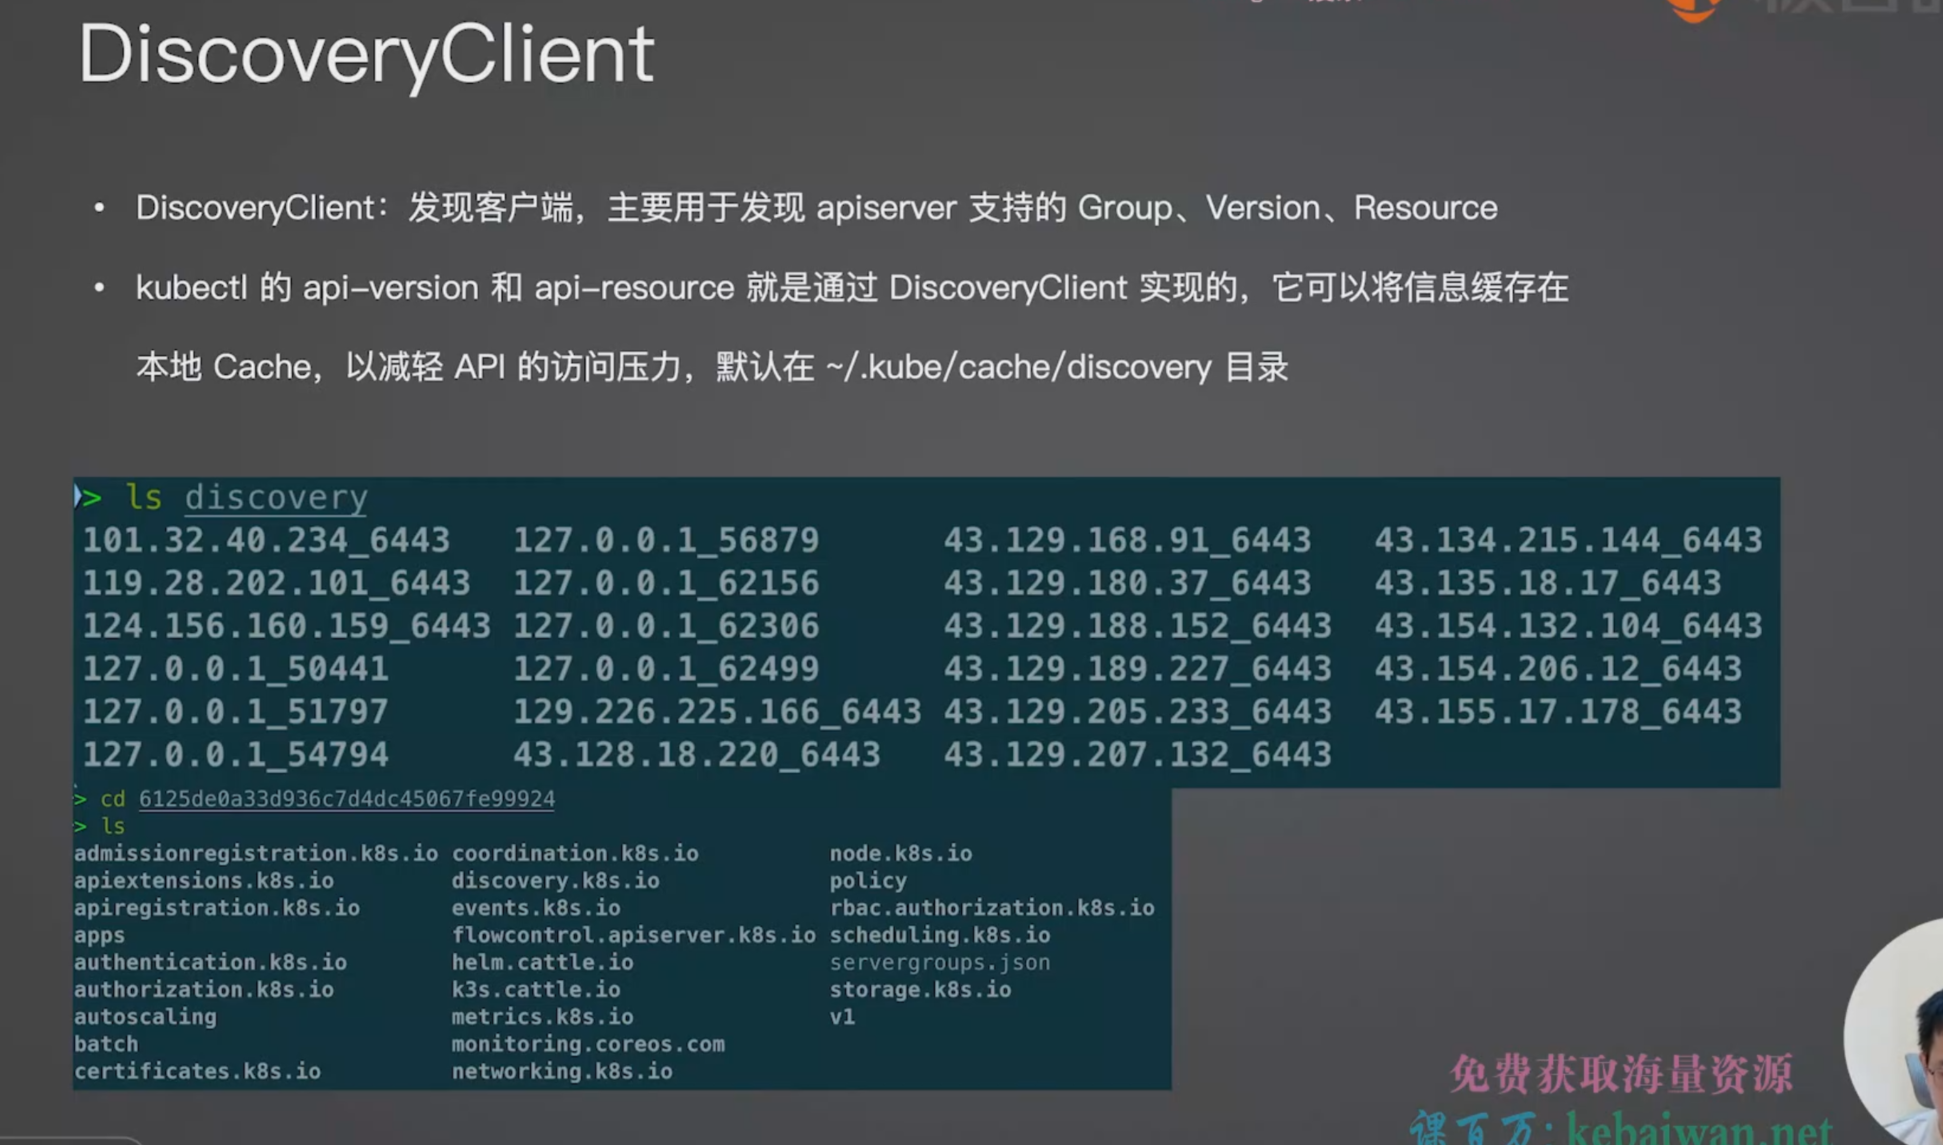 DiscoveryClient
• DiscoveryClient：发现客户端，主要用于发现 apiserver 支持的 Group、Version、Resource
• kubectl 的 api-version 和 api-resource 就是通过 DiscoveryClient 实现的，它可以将信息缓存在
本地 Cache，以减轻 API 的访问压力，默认在 ~/.kube/cache/discovery 目录
> ls discovery
101.32.40.234_6443 127.0.0.1_56879 43.129.168.91_6443 43.134.215.144_6443
119.28.202.101_6443 127.0.0.1_62156 43.129.180.37_6443 43.135.18.17_6443
124.156.160.159_6443 127.0.0.1_62306 43.129.188.152_6443 43.154.132.104_6443
127.0.0.1_50441 127.0.0.1_62499 43.129.189.227_6443 43.154.206.12_6443
127.0.0.1_51797 129.226.225.166_6443 43.129.205.233_6443 43.155.17.178_6443
127.0.0.1_54794 43.128.18.220_6443 43.129.207.132_6443
> cd 6125de0a33d936c7d4dc45067fe99924
> ls
admissionregistration.k8s.io coordination.k8s.io node.k8s.io
apiextensions.k8s.io discovery.k8s.io policy
apiregistration.k8s.io events.k8s.io rbac.authorization.k8s.io
apps flowcontrol.apiserver.k8s.io scheduling.k8s.io
authentication.k8s.io helm.cattle.io servergroups.json
authorization.k8s.io k3s.cattle.io storage.k8s.io
autoscaling metrics.k8s.io v1
batch monitoring.coreos.com
certificates.k8s.io networking.k8s.io
免费获取海量资源
课百万：kebaiwan.net